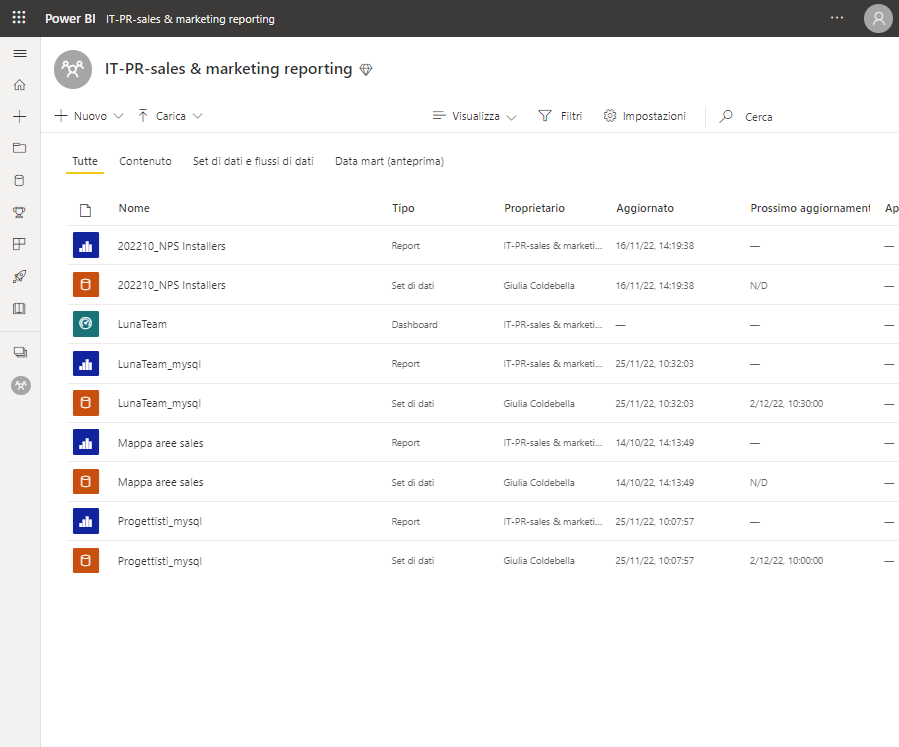 Power BI IT-PR-sales & marketing reporting ...
IT-PR-sales & marketing reporting
Nuovo Carica Visualizza Filtri Impostazioni Cerca
Tutte Contenuto Set di dati e flussi di dati Data mart (anteprima)
Nome Tipo Proprietario Aggiornato Prossimo aggiornament Ap
202210_NPS Installers Report IT-PR-sales & marketi... 16/11/22, 14:19:38 — —
202210_NPS Installers Set di dati Giulia Coldebella 16/11/22, 14:19:38 N/D —
LunaTeam Dashboard IT-PR-sales & marketi... — — —
LunaTeam_mysql Report IT-PR-sales & marketi... 25/11/22, 10:32:03 — —
LunaTeam_mysql Set di dati Giulia Coldebella 25/11/22, 10:32:03 2/12/22, 10:30:00 —
Mappa aree sales Report IT-PR-sales & marketi... 14/10/22, 14:13:49 — —
Mappa aree sales Set di dati Giulia Coldebella 14/10/22, 14:13:49 N/D —
Progettisti_mysql Report IT-PR-sales & marketi... 25/11/22, 10:07:57 — —
Progettisti_mysql Set di dati Giulia Coldebella 25/11/22, 10:07:57 2/12/22, 10:00:00 —